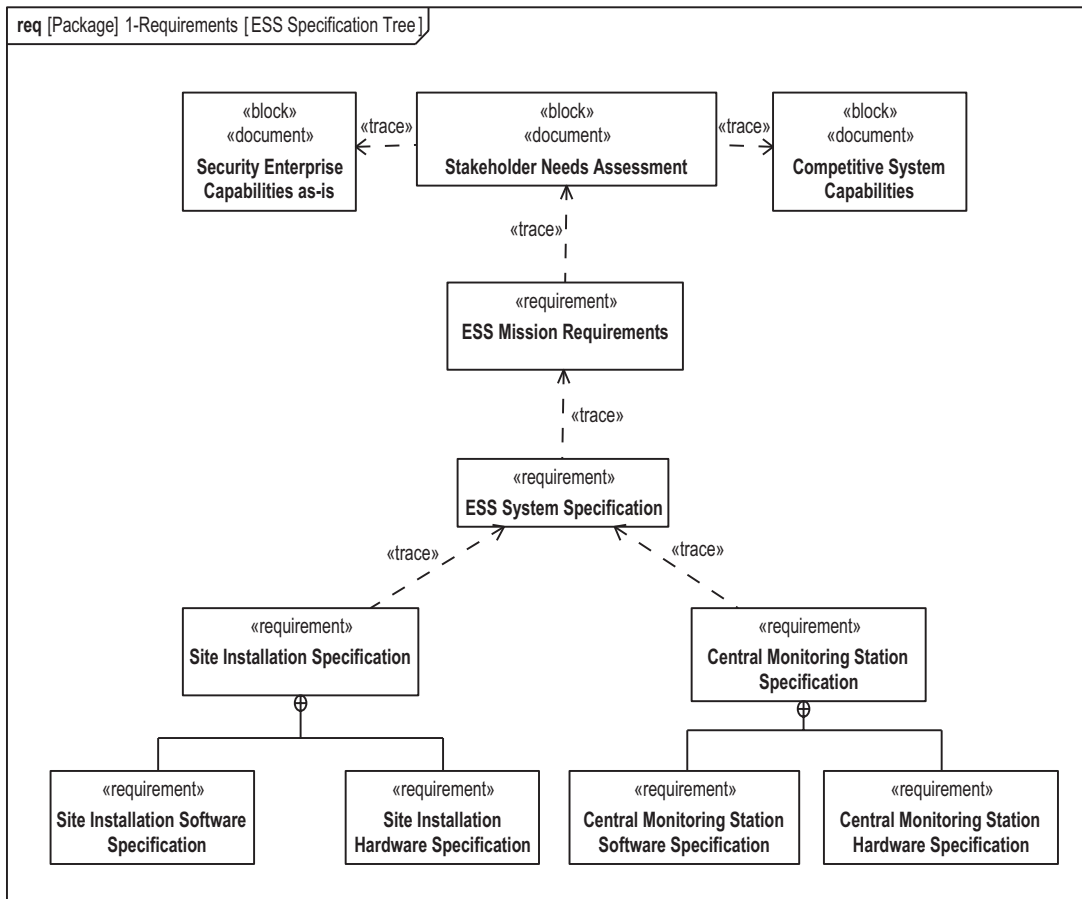 req [Package] 1-Requirements [ESS Specification Tree]
«block»
«document»
Security Enterprise
Capabilities as-is
«trace»
«block»
«document»
Stakeholder Needs Assessment
«trace»
«block»
«document»
Competitive System
Capabilities
«trace»
«requirement»
ESS Mission Requirements
«trace»
«requirement»
ESS System Specification
«trace»
«trace»
«requirement»
Site Installation Specification
«requirement»
Central Monitoring Station
Specification
«requirement»
Site Installation Software
Specification
«requirement»
Site Installation
Hardware Specification
«requirement»
Central Monitoring Station
Software Specification
«requirement»
Central Monitoring Station
Hardware Specification